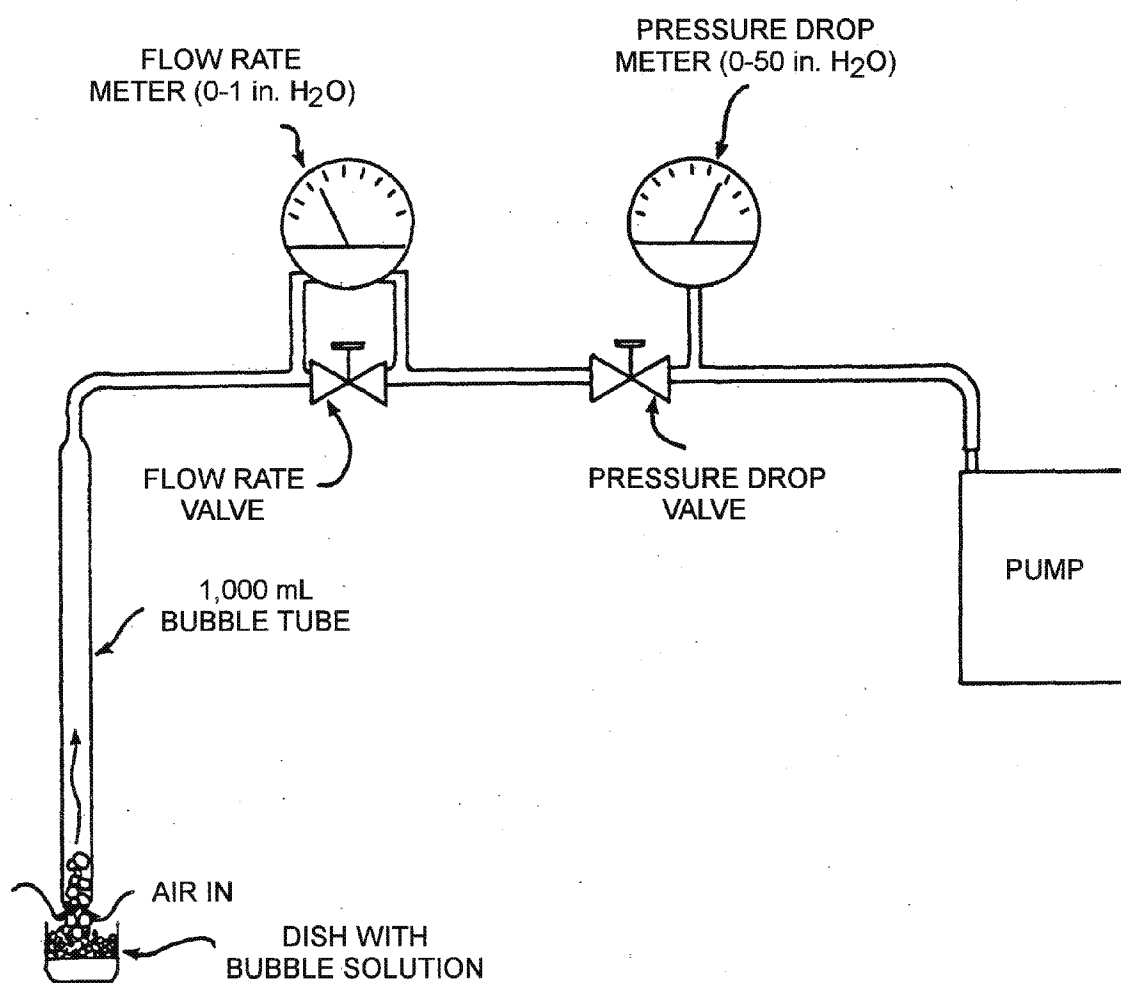 FLOW RATE
METER (0-1 in. H2O)
PRESSURE DROP
METER (0-50 in. H2O)
FLOW RATE
VALVE
PRESSURE DROP
VALVE
PUMP
1,000 mL
BUBBLE TUBE
AIR IN
DISH WITH
BUBBLE SOLUTION